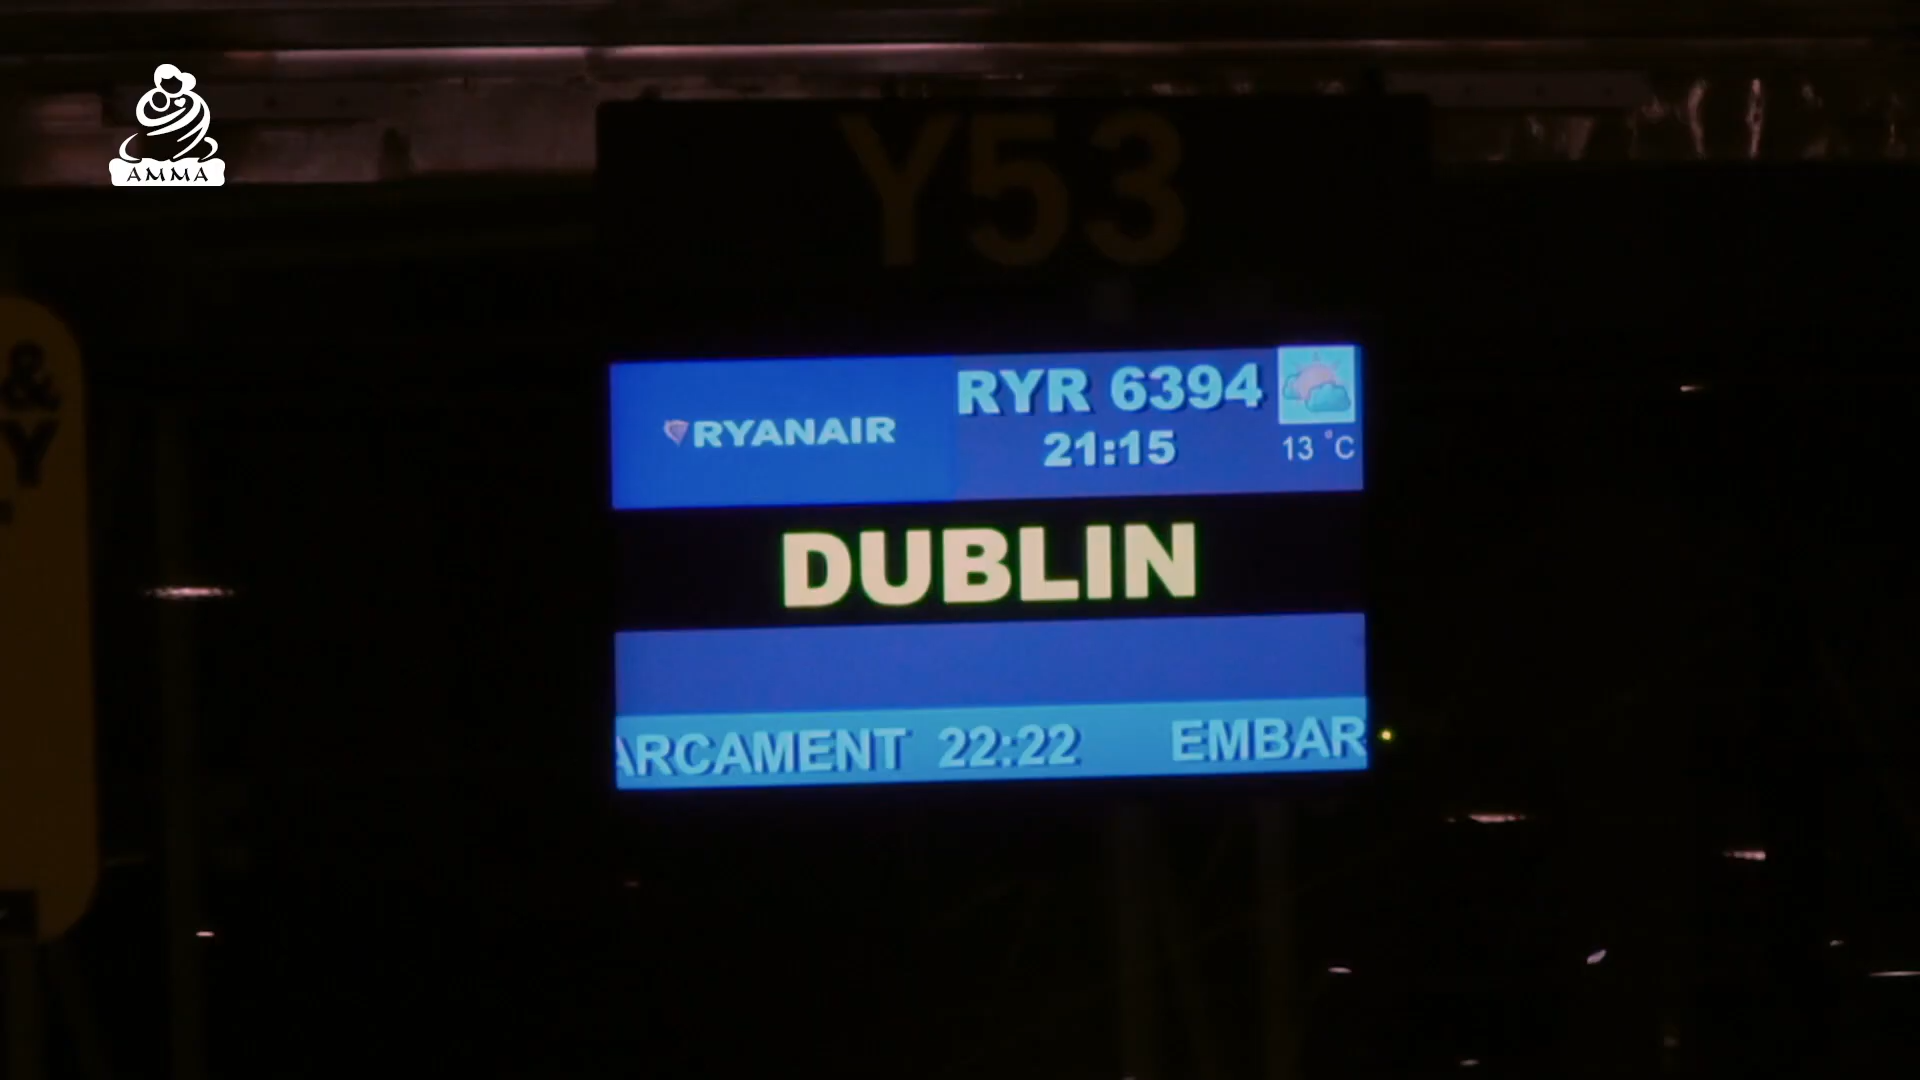 AMMA
Y53
&
Y
RYANAIR
RYR 6394
21:15
13 °C
DUBLIN
ARCAMENT 22:22 EMBAR